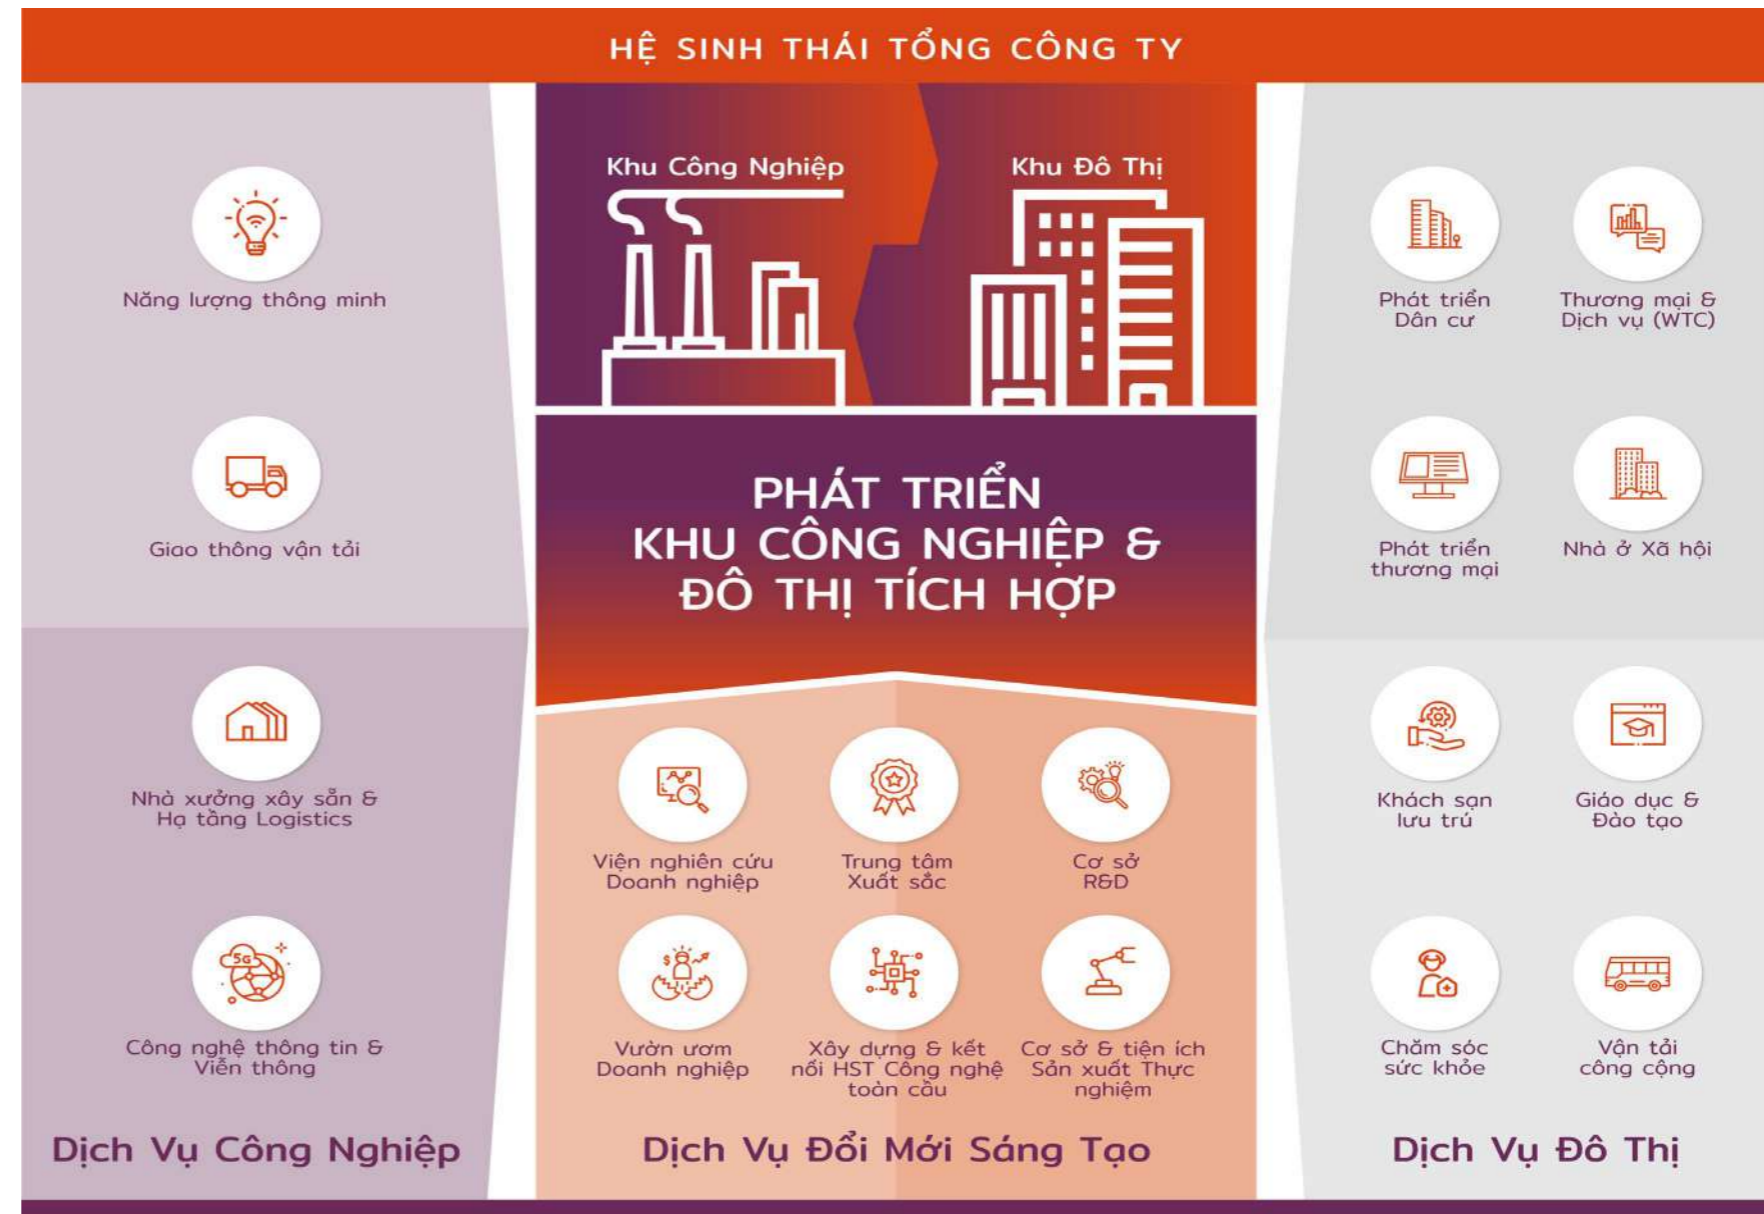 HỆ SINH THÁI TỔNG CÔNG TY
Khu Công Nghiệp
Khu Đô Thị
PHÁT TRIỂN
KHU CÔNG NGHIỆP &
ĐÔ THỊ TÍCH HỢP
Năng lượng thông minh
Giao thông vận tải
Nhà xưởng xây sẵn &
Hạ tầng Logistics
5G
Công nghệ thông tin &
Viễn thông
Dịch Vụ Công Nghiệp
Viện nghiên cứu
Doanh nghiệp
Trung tâm
Xuất sắc
Cơ sở
R&D
$
Vườn ươm
Doanh nghiệp
Xây dựng & kết
nối HST Công nghệ
toàn cầu
Cơ sở & tiện ích
Sản xuất Thực
nghiệm
Dịch Vụ Đổi Mới Sáng Tạo
Phát triển
Dân cư
Thương mại &
Dịch vụ (WTC)
Phát triển
thương mại
Nhà ở Xã hội
Khách sạn
lưu trú
Giáo dục &
Đào tạo
Chăm sóc
sức khỏe
Vận tải
công cộng
Dịch Vụ Đô Thị